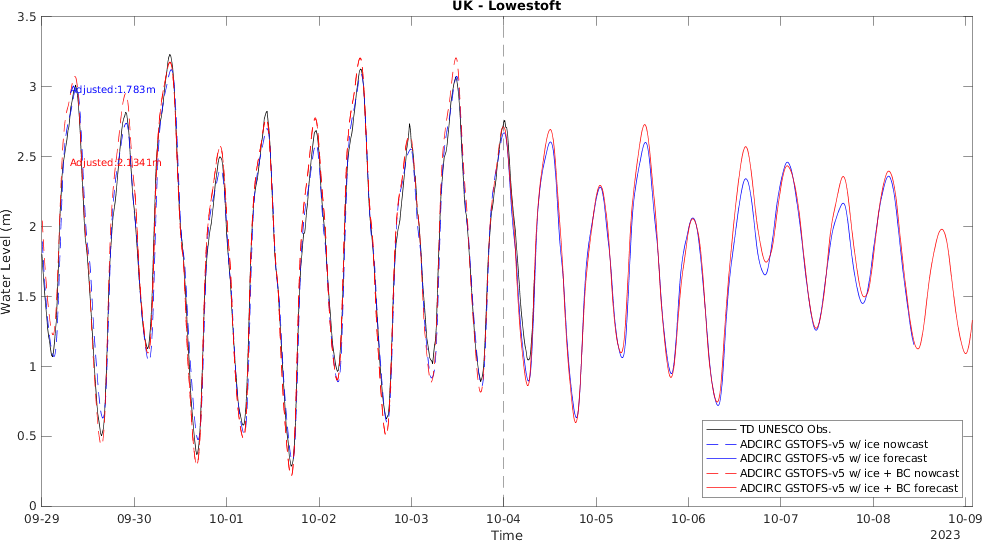 UK - Lowestoft
3.5
3
2.5
2
1.5
1
0.5
0
Water Level (m)
Adjusted:1.783m
Adjusted:2.1341m
TD UNESCO Obs.
ADCIRC GSTOFS-v5 w/ ice nowcast
ADCIRC GSTOFS-v5 w/ ice forecast
ADCIRC GSTOFS-v5 w/ ice + BC nowcast
ADCIRC GSTOFS-v5 w/ ice + BC forecast
09-29 09-30 10-01 10-02 10-03 10-04 10-05 10-06 10-07 10-08 10-09
Time
2023